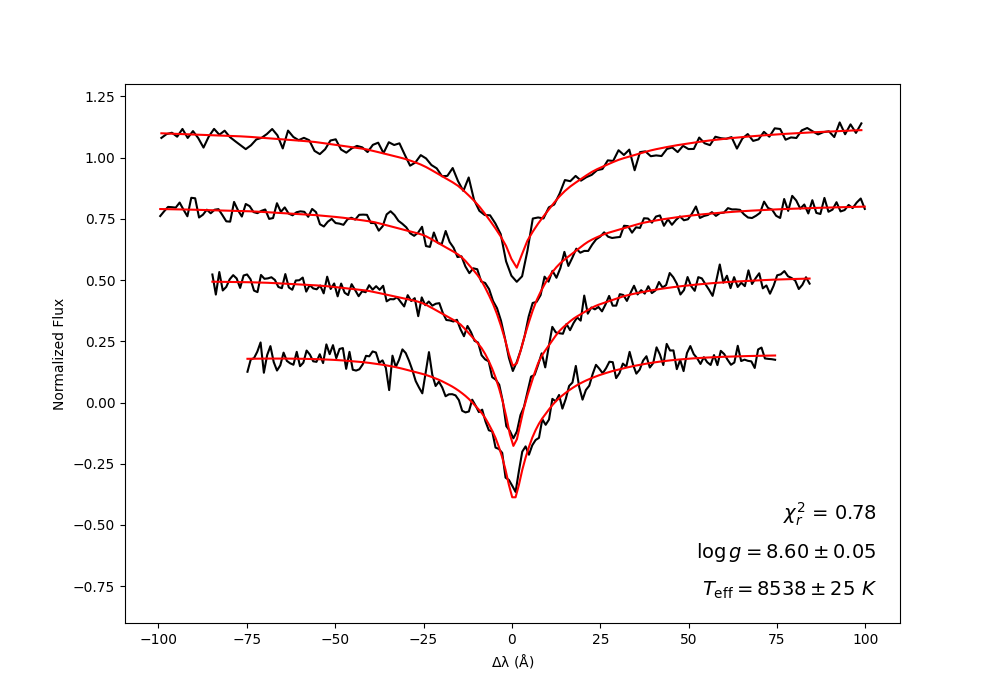 1.25
1.00
0.75
0.50
0.25
0.00
−0.25
−0.50
−0.75
Normalized Flux
χ²ᵣ = 0.78
log g = 8.60 ± 0.05
T_eff = 8538 ± 25 K
−100 −75 −50 −25 0 25 50 75 100
Δλ (Å)